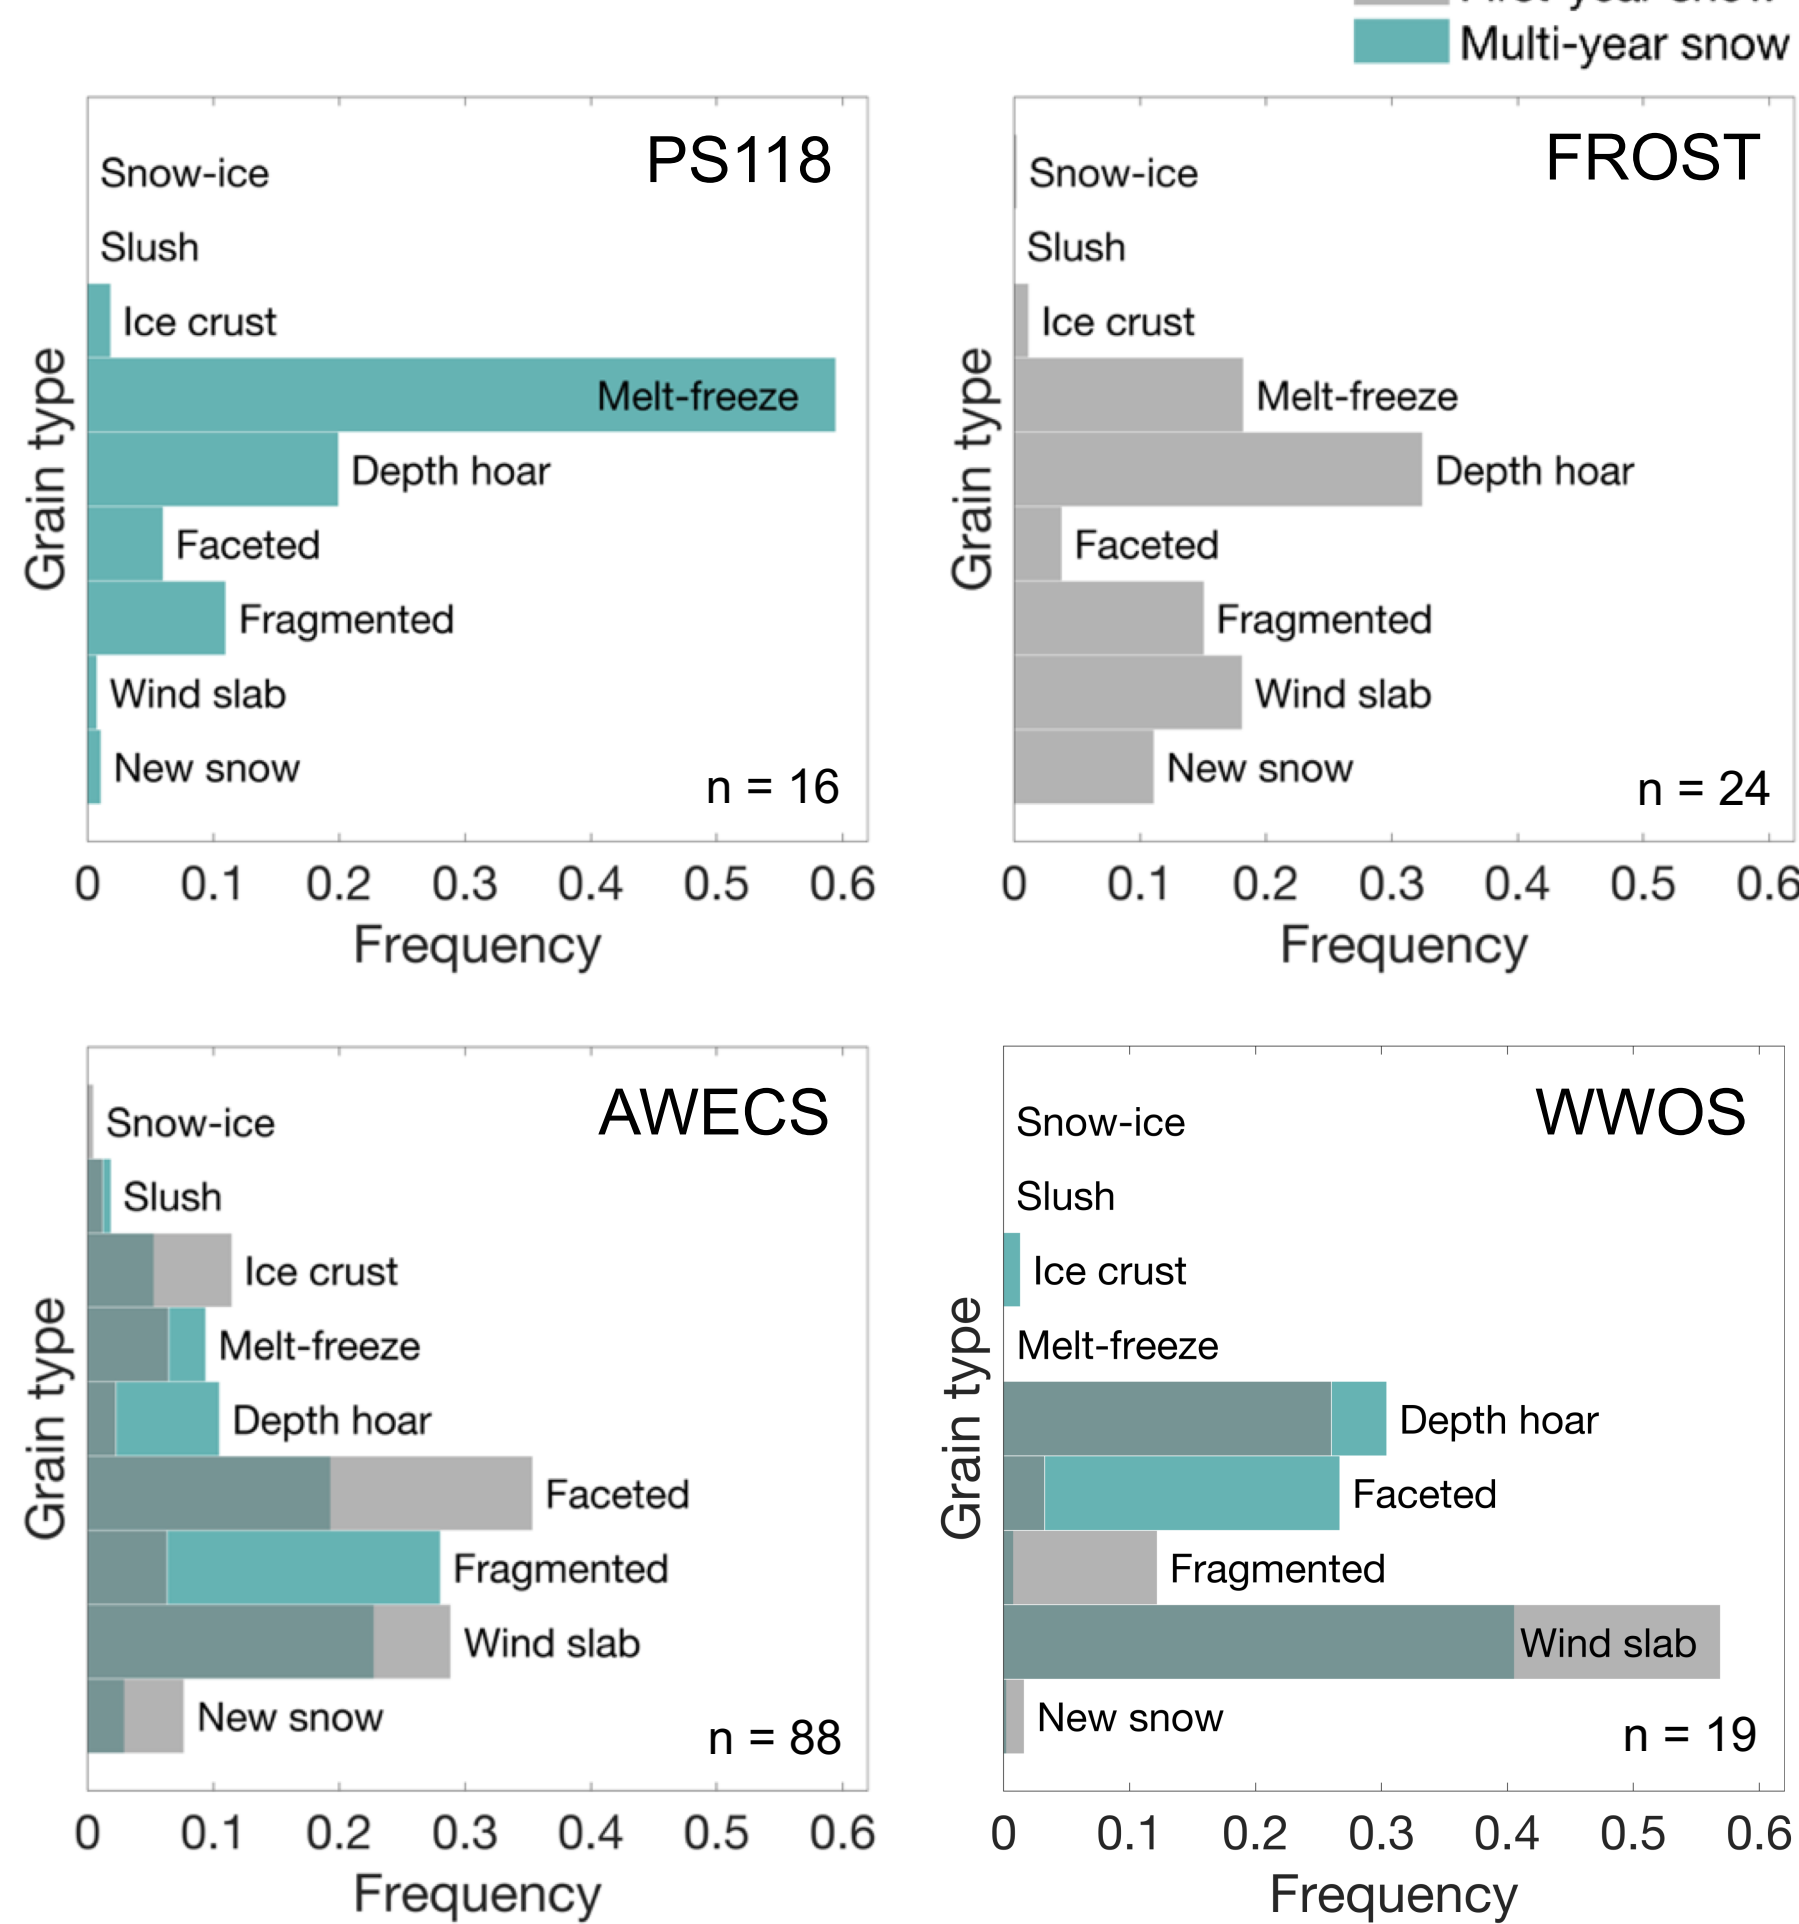 Multi-year snow
PS118
Snow-ice
Slush
Ice crust
Melt-freeze
Depth hoar
Faceted
Fragmented
Wind slab
New snow
n = 16
Grain type
0 0.1 0.2 0.3 0.4 0.5 0.6
Frequency
FROST
Snow-ice
Slush
Ice crust
Melt-freeze
Depth hoar
Faceted
Fragmented
Wind slab
New snow
n = 24
Grain type
0 0.1 0.2 0.3 0.4 0.5 0.6
Frequency
AWECS
Snow-ice
Slush
Ice crust
Melt-freeze
Depth hoar
Faceted
Fragmented
Wind slab
New snow
n = 88
Grain type
0 0.1 0.2 0.3 0.4 0.5 0.6
Frequency
WWOS
Snow-ice
Slush
Ice crust
Melt-freeze
Depth hoar
Faceted
Fragmented
Wind slab
New snow
n = 19
Grain type
0 0.1 0.2 0.3 0.4 0.5 0.6
Frequency